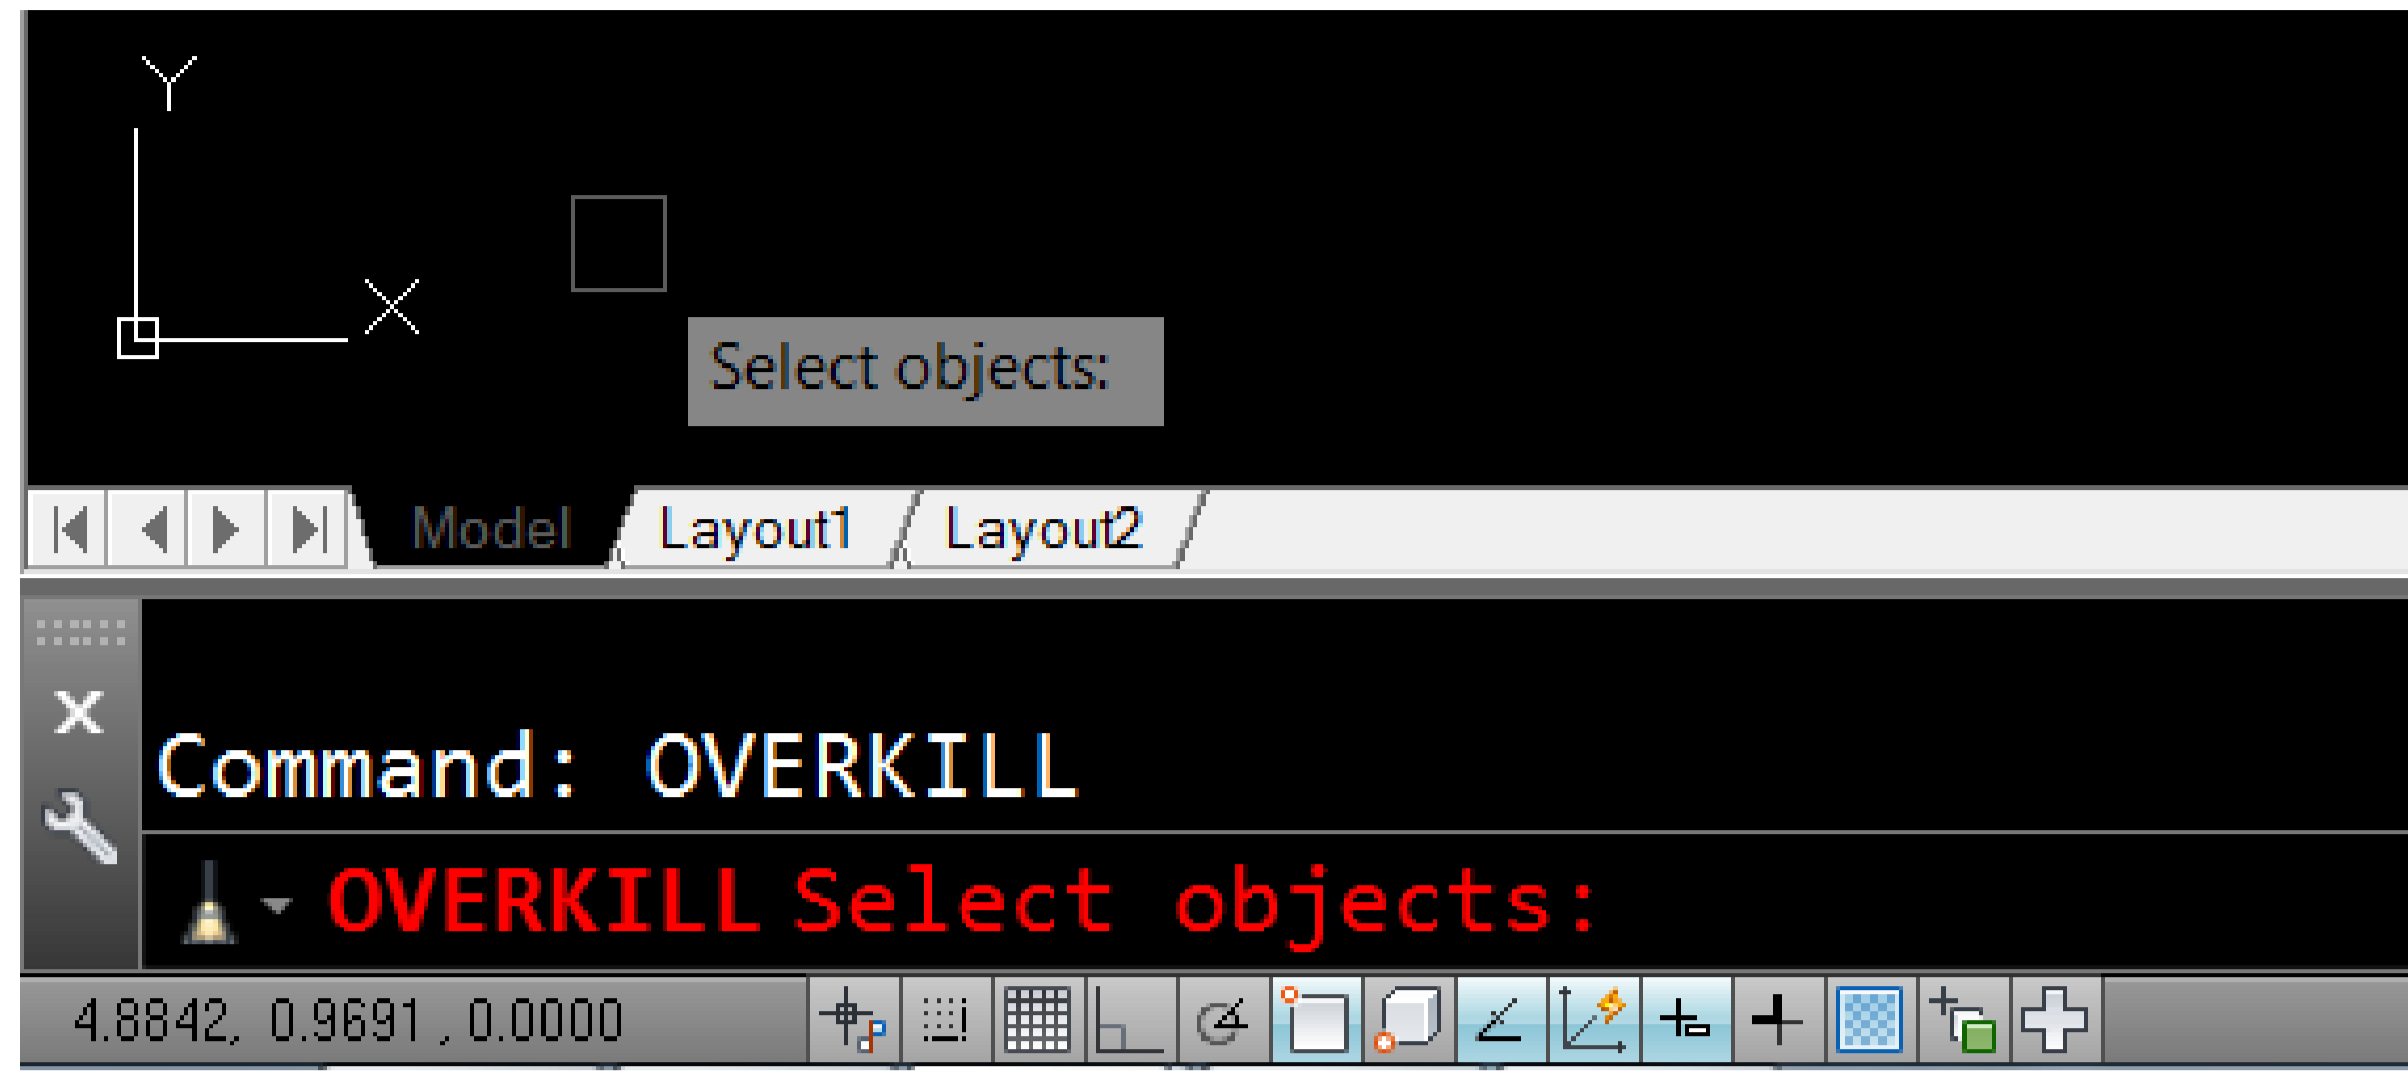 Y
X
Select objects:
Model Layout1 Layout2
Command: OVERKILL
OVERKILL Select objects:
4.8842, 0.9691 , 0.0000